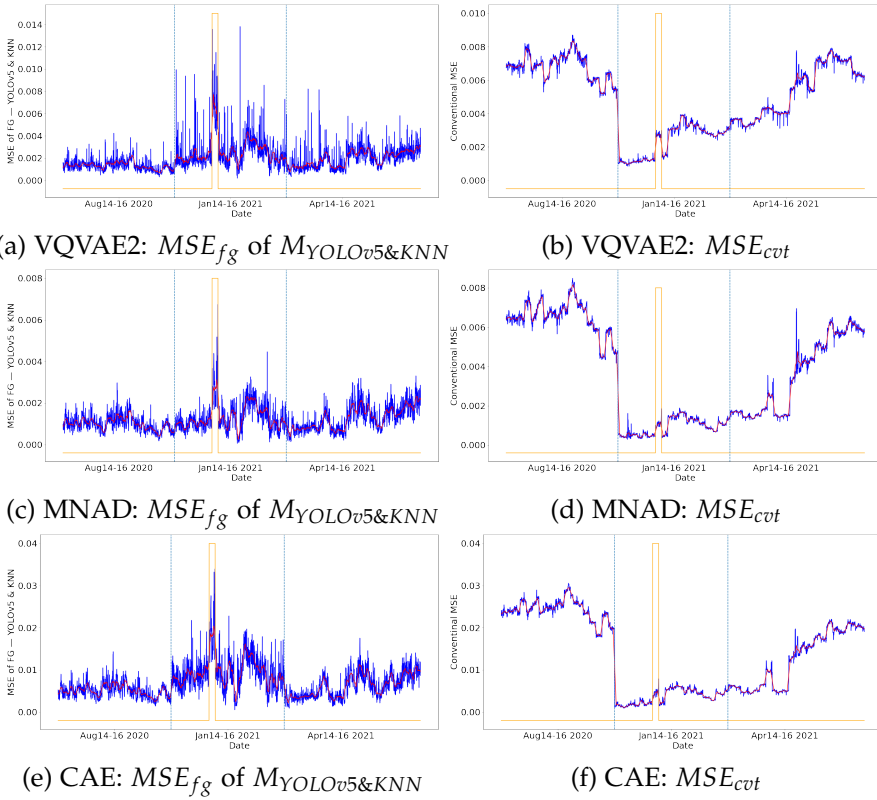 0.014
0.012
0.010
0.008
0.006
0.004
0.002
0.000
MSE of FG — YOLOv5 & KNN
Aug14-16 2020 Jan14-16 2021 Apr14-16 2021
Date
0.010
0.008
0.006
0.004
0.002
0.000
Conventional MSE
Aug14-16 2020 Jan14-16 2021 Apr14-16 2021
Date
(a) VQVAE2: MSE_fg of M_YOLOv5&KNN
(b) VQVAE2: MSE_cvt
0.008
0.006
0.004
0.002
0.000
MSE of FG — YOLOv5 & KNN
Aug14-16 2020 Jan14-16 2021 Apr14-16 2021
Date
0.008
0.006
0.004
0.002
0.000
Conventional MSE
Aug14-16 2020 Jan14-16 2021 Apr14-16 2021
Date
(c) MNAD: MSE_fg of M_YOLOv5&KNN
(d) MNAD: MSE_cvt
0.04
0.03
0.02
0.01
0.00
MSE of FG — YOLOv5 & KNN
Aug14-16 2020 Jan14-16 2021 Apr14-16 2021
Date
0.04
0.03
0.02
0.01
0.00
Conventinal MSE
Aug14-16 2020 Jan14-16 2021 Apr14-16 2021
Date
(e) CAE: MSE_fg of M_YOLOv5&KNN
(f) CAE: MSE_cvt